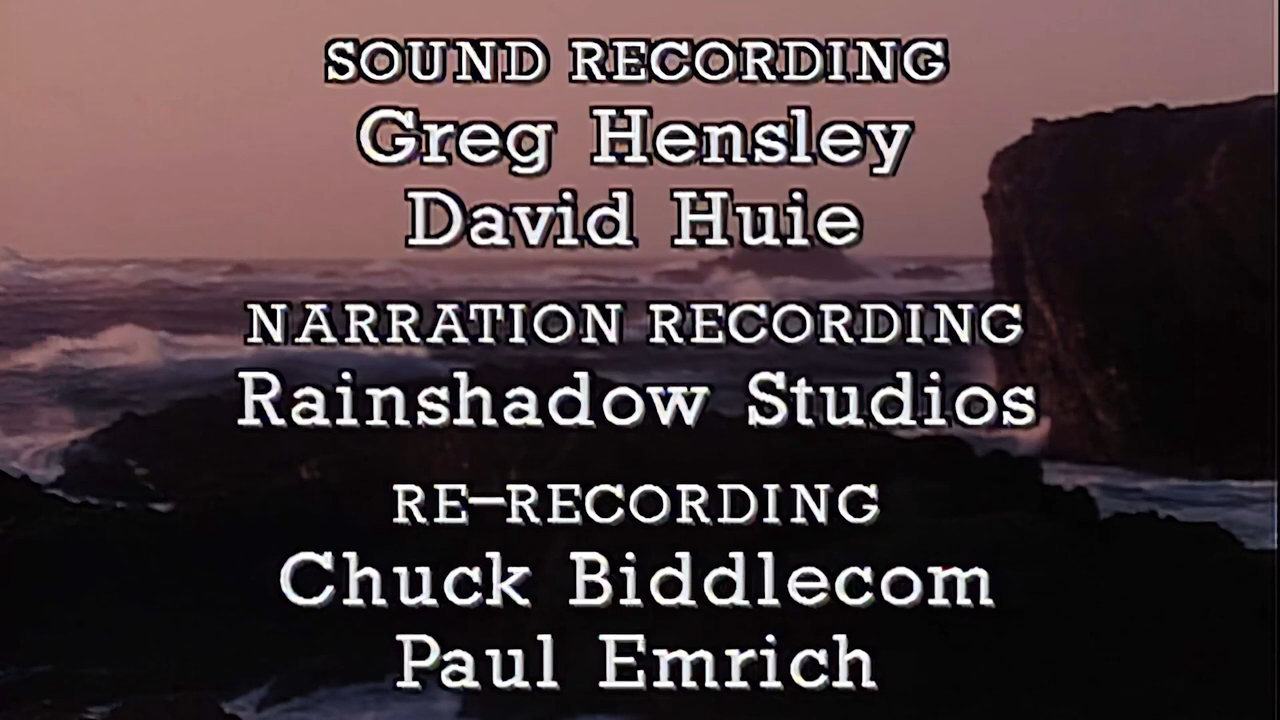 SOUND RECORDING
Greg Hensley
David Huie
NARRATION RECORDING
Rainshadow Studios
RE-RECORDING
Chuck Biddlecom
Paul Emrich